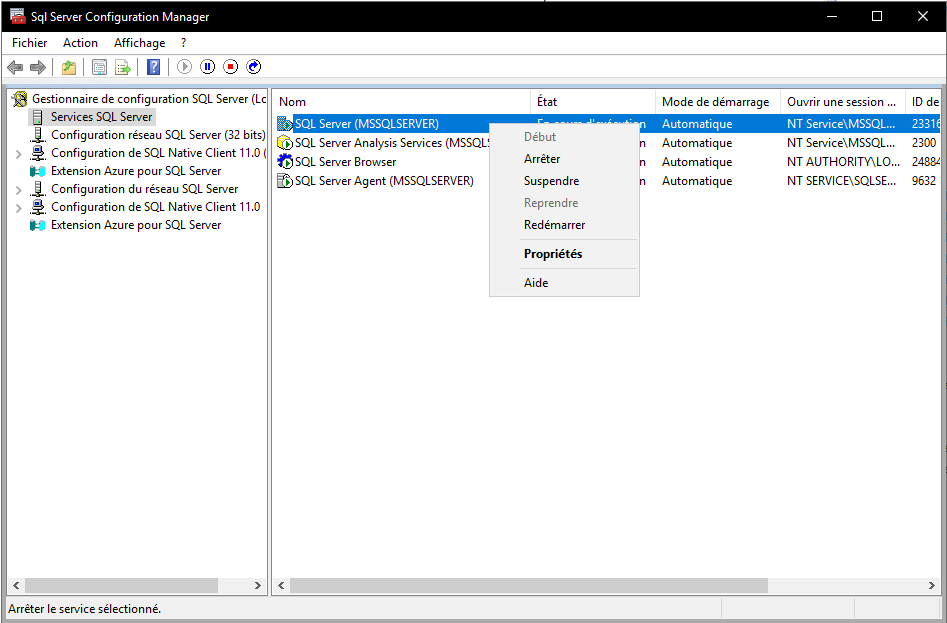 Sql Server Configuration Manager
Fichier Action Affichage ?
Gestionnaire de configuration SQL Server (Lo
Services SQL Server
Configuration réseau SQL Server (32 bits)
Configuration de SQL Native Client 11.0 (
Extension Azure pour SQL Server
Configuration du réseau SQL Server
Configuration de SQL Native Client 11.0
Extension Azure pour SQL Server
Nom État Mode de démarrage Ouvrir une session ... ID de
SQL Server (MSSQLSERVER) En cours d'exécution Automatique NT Service\MSSQL... 23316
SQL Server Analysis Services (MSSQLS n Automatique NT Service\MSSQL... 2300
SQL Server Browser n Automatique NT AUTHORITY\LO... 24884
SQL Server Agent (MSSQLSERVER) n Automatique NT SERVICE\SQLSE... 9632
Début
Arrêter
Suspendre
Reprendre
Redémarrer
Propriétés
Aide
Arrêter le service sélectionné.